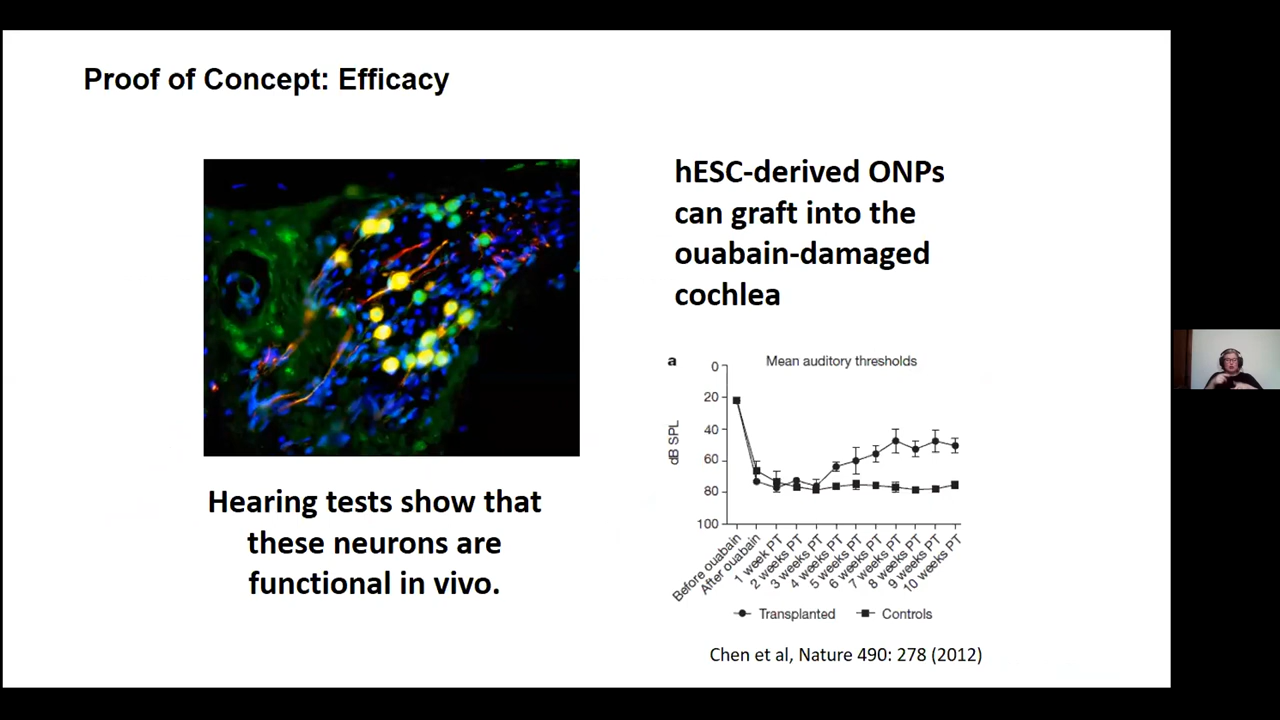 Proof of Concept: Efficacy
hESC-derived ONPs
can graft into the
ouabain-damaged
cochlea
Hearing tests show that
these neurons are
functional in vivo.
a
Mean auditory thresholds
dB SPL
0
20
40
60
80
100
Before ouabain
After ouabain
1 week PT
2 weeks PT
3 weeks PT
4 weeks PT
5 weeks PT
6 weeks PT
7 weeks PT
8 weeks PT
9 weeks PT
10 weeks PT
Transplanted Controls
Chen et al, Nature 490: 278 (2012)